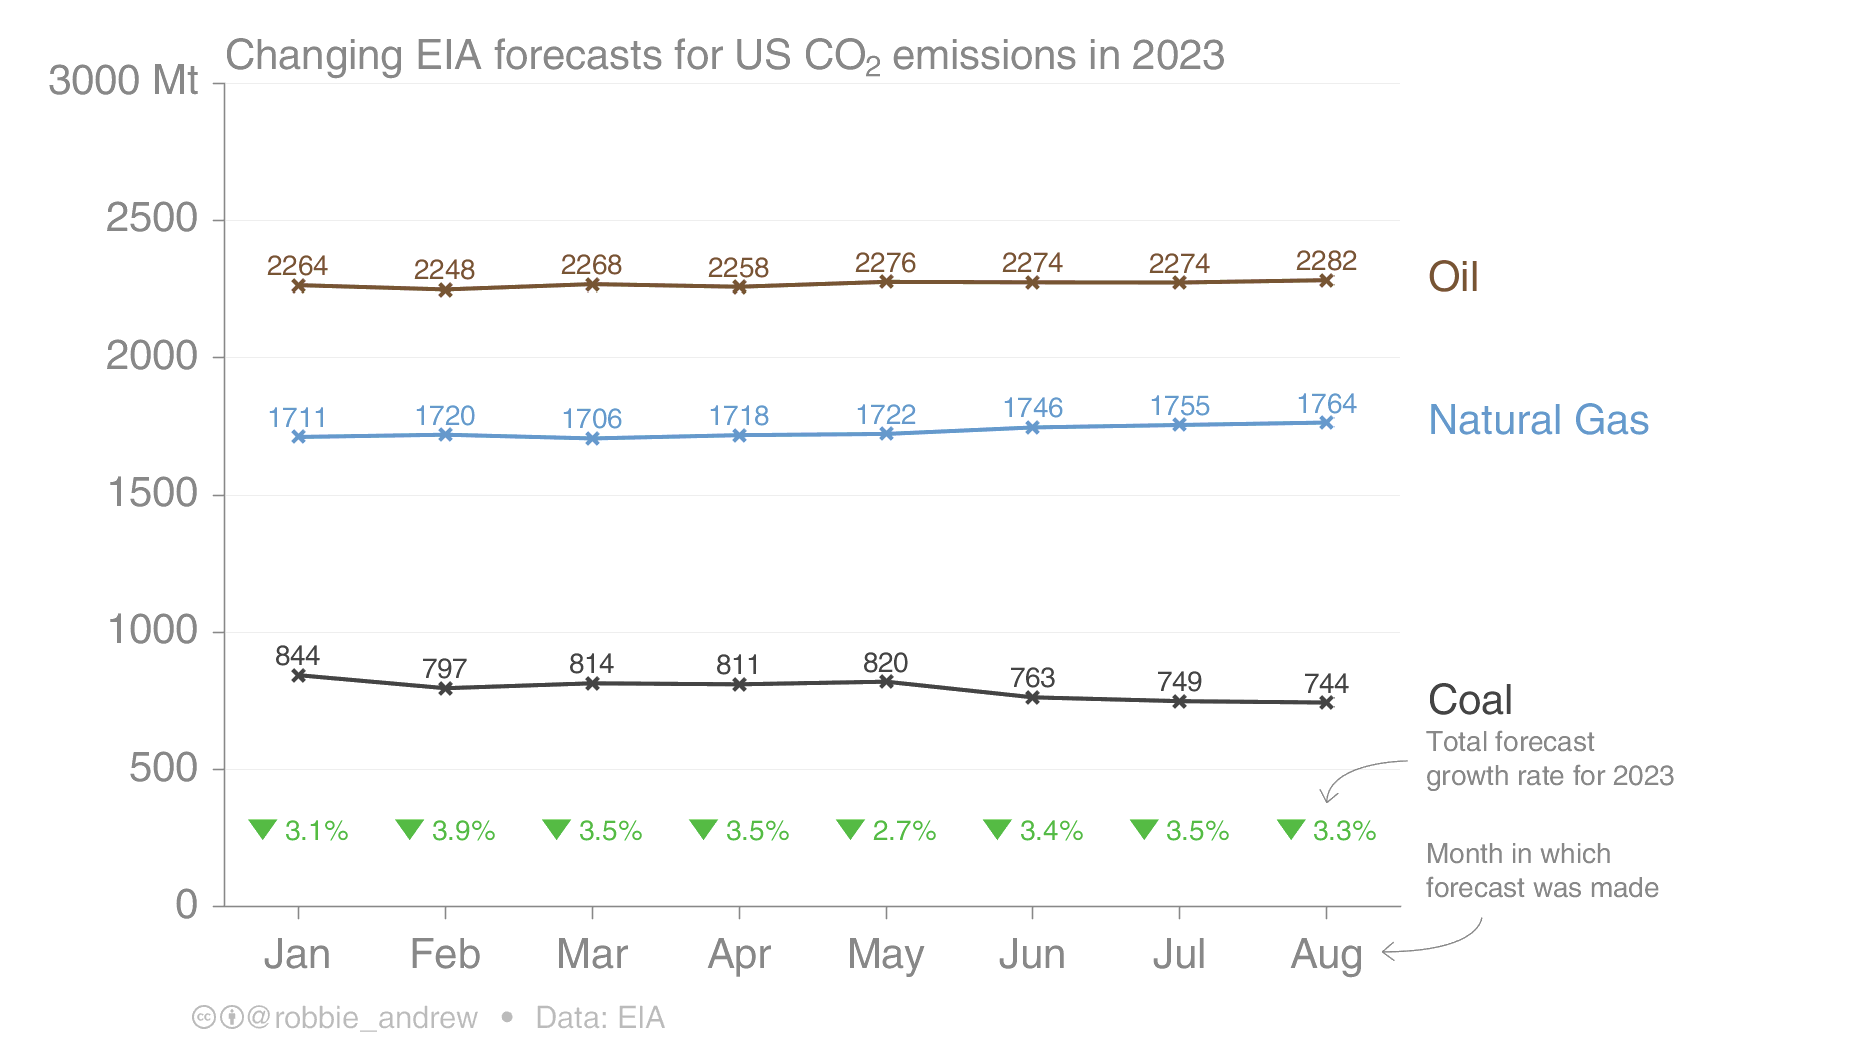 Changing EIA forecasts for US CO₂ emissions in 2023
3000 Mt
2500
2264 2248 2268 2258 2276 2274 2274 2282
Oil
2000
1711 1720 1706 1718 1722 1746 1755 1764
Natural Gas
1500
1000
844 797 814 811 820 763 749 744
Coal
Total forecast
growth rate for 2023
500
▼ 3.1% ▼ 3.9% ▼ 3.5% ▼ 3.5% ▼ 2.7% ▼ 3.4% ▼ 3.5% ▼ 3.3%
Month in which
forecast was made
0
Jan Feb Mar Apr May Jun Jul Aug
cc @robbie_andrew • Data: EIA